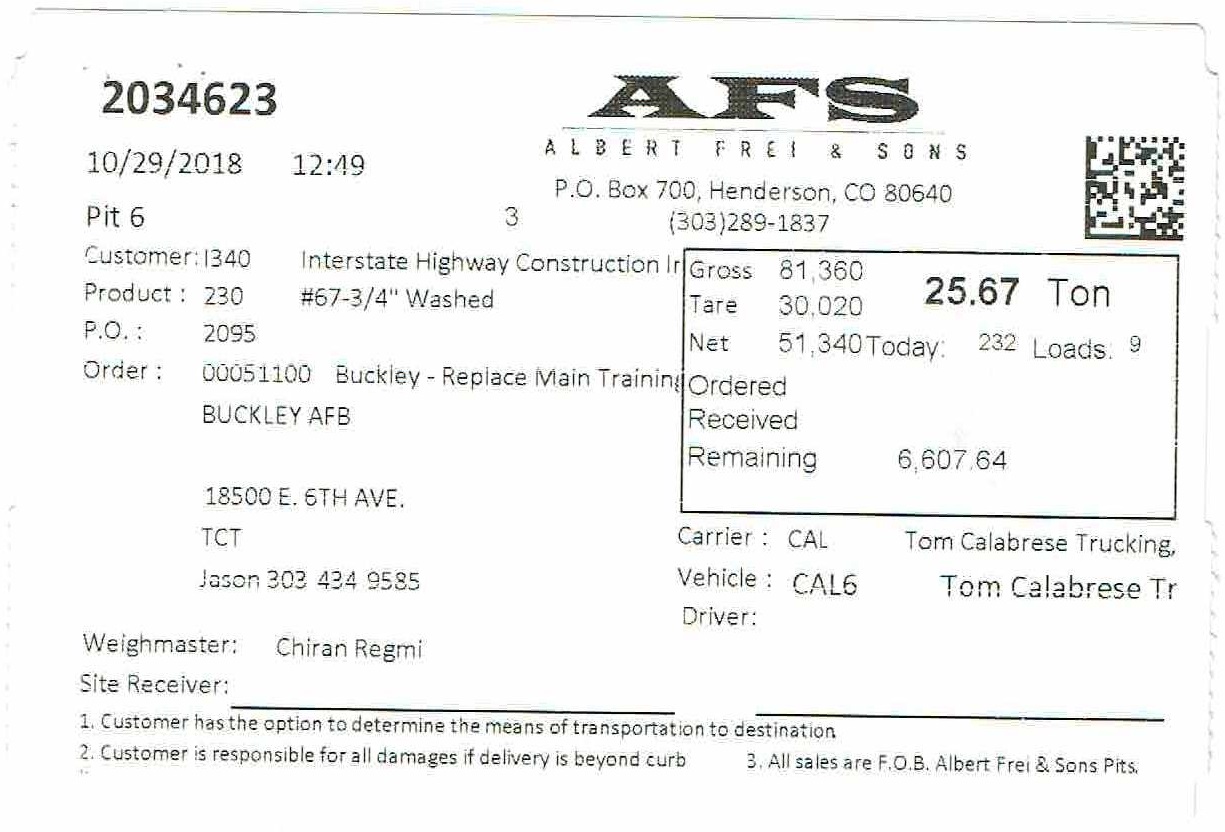 2034623
AFS
ALBERT FREI & SONS
10/29/2018 12:49
P.O. Box 700, Henderson, CO 80640
Pit 6 3 (303)289-1837
Customer: I340 Interstate Highway Construction Ir
Product : 230 #67-3/4" Washed
P.O. : 2095
Order : 00051100 Buckley - Replace Main Training
BUCKLEY AFB
18500 E. 6TH AVE.
TCT
Jason 303 434 9585
Gross 81,360 25.67 Ton
Tare 30,020
Net 51,340 Today: 232 Loads: 9
Ordered
Received
Remaining 6,607.64
Carrier : CAL Tom Calabrese Trucking,
Vehicle : CAL6 Tom Calabrese Tr
Driver:
Weighmaster: Chiran Regmi
Site Receiver:
1. Customer has the option to determine the means of transportation to destination
2. Customer is responsible for all damages if delivery is beyond curb
3. All sales are F.O.B. Albert Frei & Sons Pits.